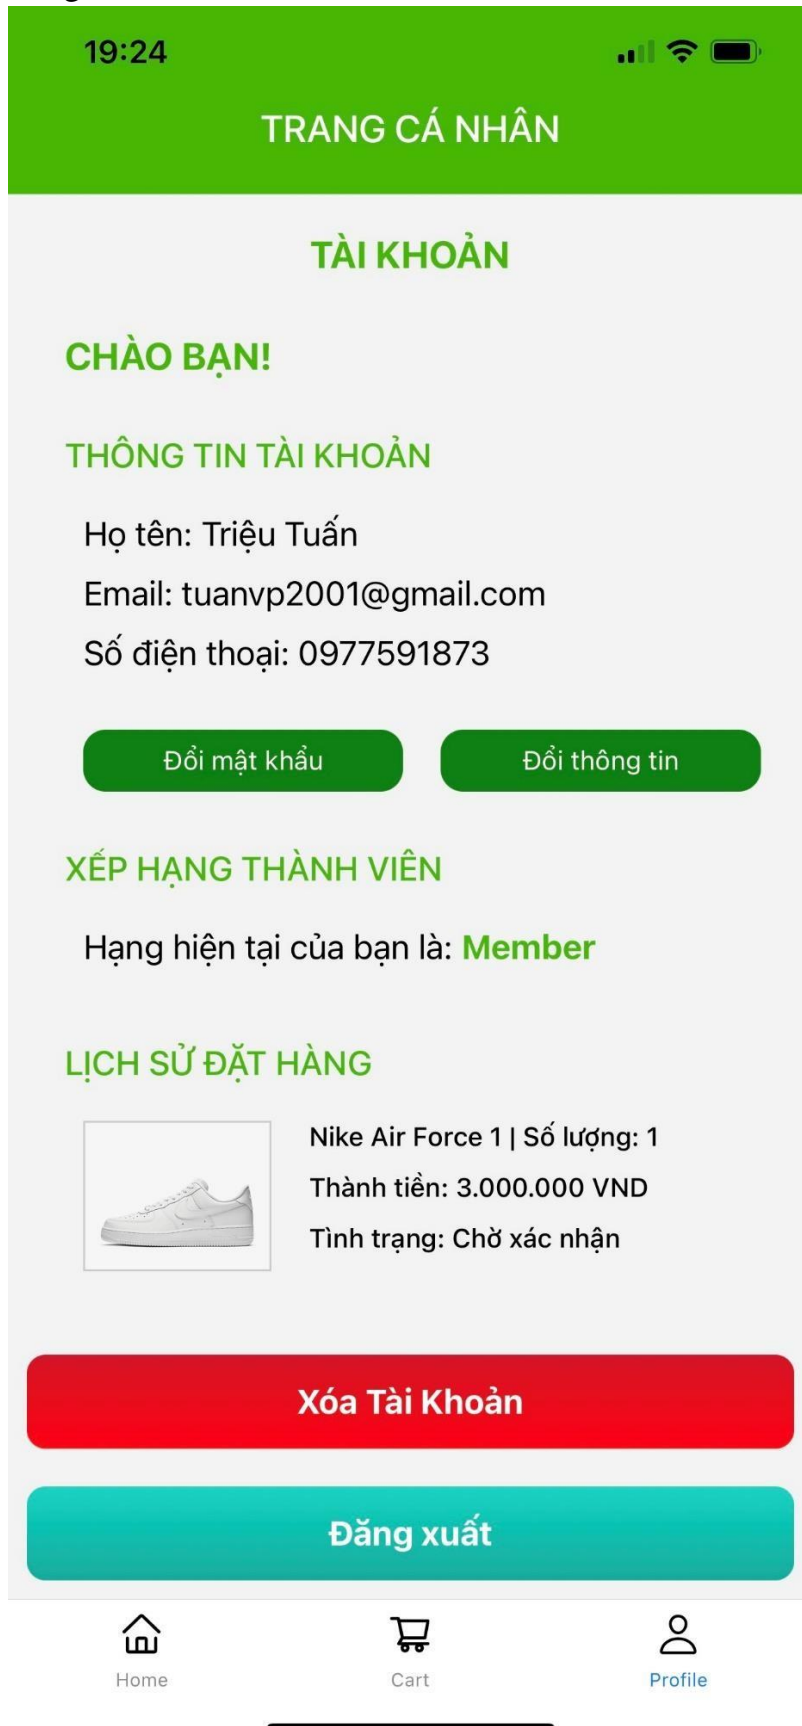 19:24
TRANG CÁ NHÂN
TÀI KHOẢN
CHÀO BẠN!
THÔNG TIN TÀI KHOẢN
Họ tên: Triệu Tuấn
Email: tuanvp2001@gmail.com
Số điện thoại: 0977591873
Đổi mật khẩu Đổi thông tin
XẾP HẠNG THÀNH VIÊN
Hạng hiện tại của bạn là: Member
LỊCH SỬ ĐẶT HÀNG
Nike Air Force 1 | Số lượng: 1
Thành tiền: 3.000.000 VND
Tình trạng: Chờ xác nhận
Xóa Tài Khoản
Đăng xuất
Home Cart Profile